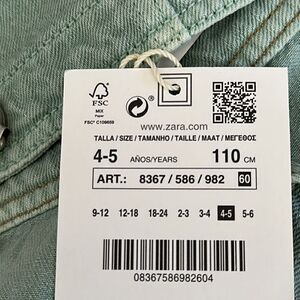 FSC
MIX
Paper
FSC® C109659
www.zara.com
TALLA / SIZE / TAMANHO / TAILLE / MAAT / ΜΕΓΕΘΟΣ
4-5 AÑOS/YEARS 110 CM
ART.: 8367 / 586 / 982 60
9-12 12-18 18-24 2-3 3-4 4-5 5-6
08367586982604